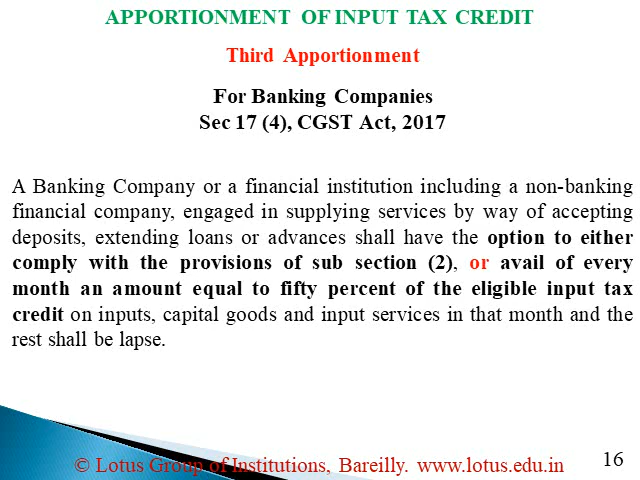 APPORTIONMENT OF INPUT TAX CREDIT
Third Apportionment
For Banking Companies
Sec 17 (4), CGST Act, 2017
A Banking Company or a financial institution including a non-banking
financial company, engaged in supplying services by way of accepting
deposits, extending loans or advances shall have the option to either
comply with the provisions of sub section (2), or avail of every
month an amount equal to fifty percent of the eligible input tax
credit on inputs, capital goods and input services in that month and the
rest shall be lapse.
© Lotus Group of Institutions, Bareilly. www.lotus.edu.in
16